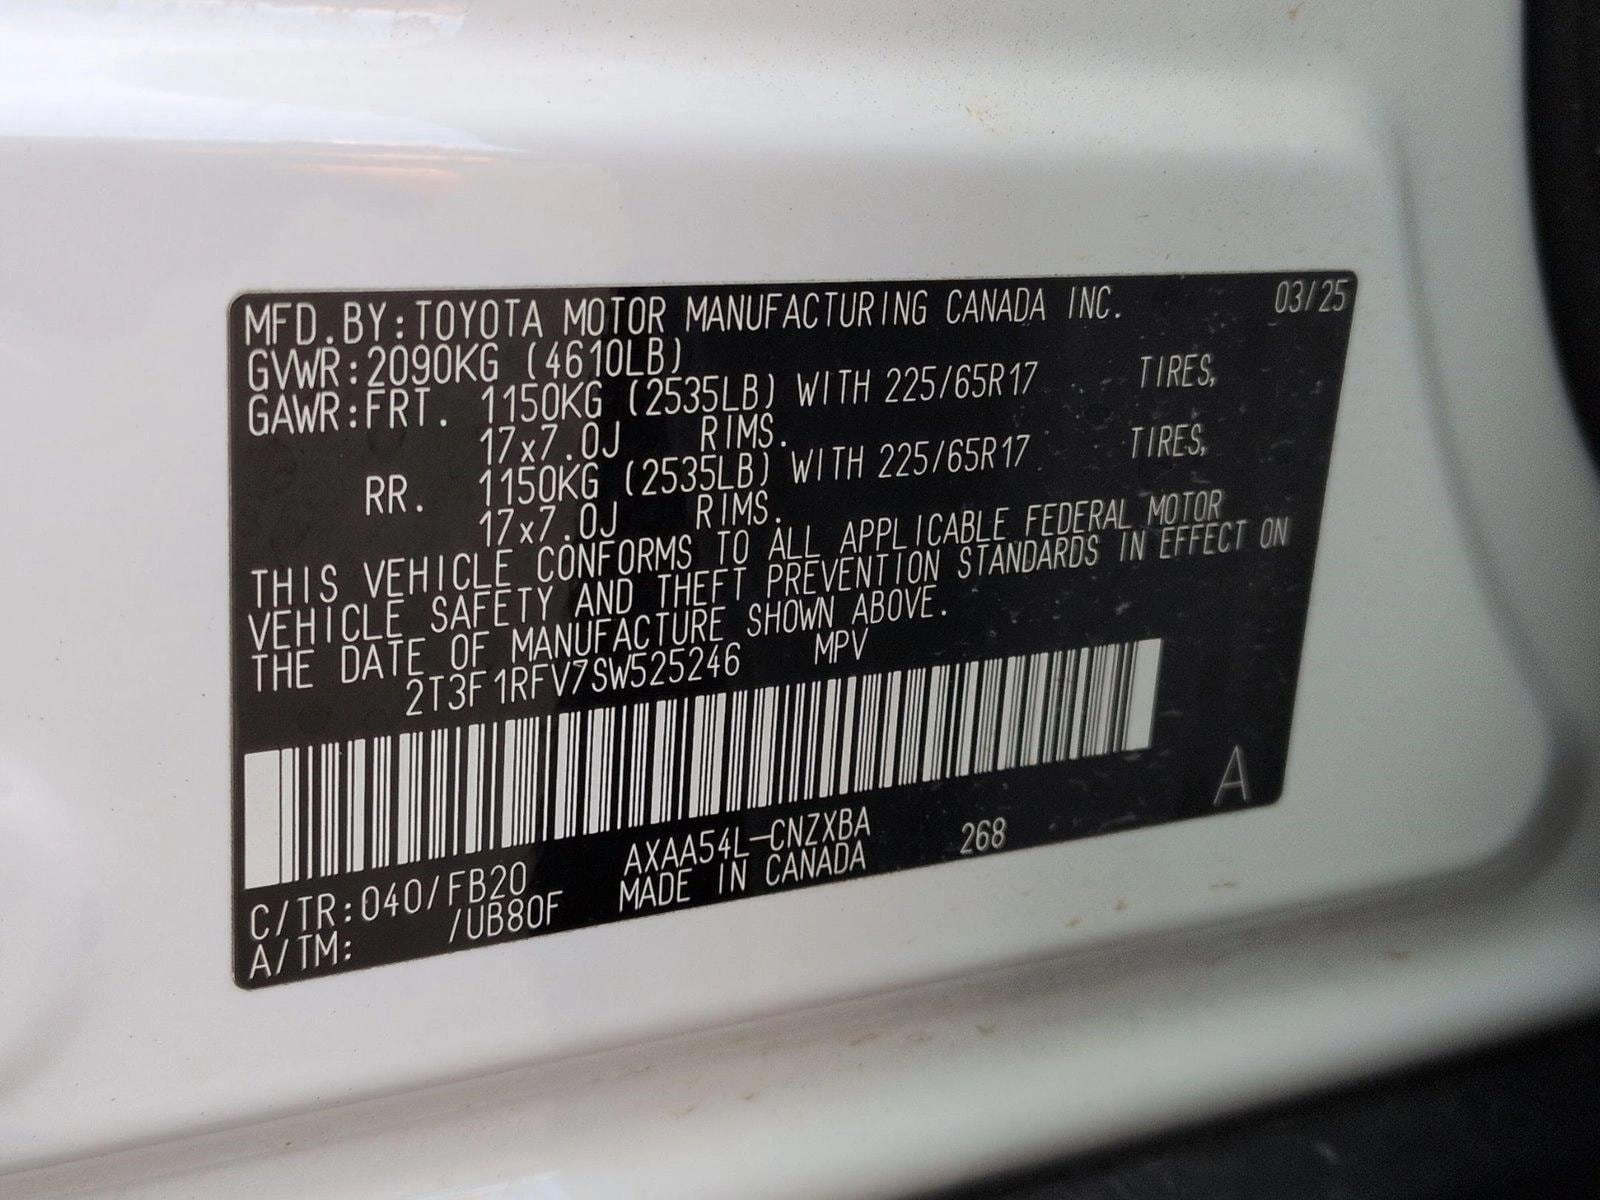 MFD.BY:TOYOTA MOTOR MANUFACTURING CANADA INC. 03/25
GVWR:2090KG (4610LB)
GAWR:FRT. 1150KG (2535LB) WITH 225/65R17 TIRES,
17x7.0J RIMS.
RR. 1150KG (2535LB) WITH 225/65R17 TIRES,
17x7.0J RIMS.
THIS VEHICLE CONFORMS TO ALL APPLICABLE FEDERAL MOTOR
VEHICLE SAFETY AND THEFT PREVENTION STANDARDS IN EFFECT ON
THE DATE OF MANUFACTURE SHOWN ABOVE.
2T3F1RFV7SW525246 MPV
A
C/TR:040/FB20 AXAA54L-CNZXBA 268
A/TM: /UB80F MADE IN CANADA